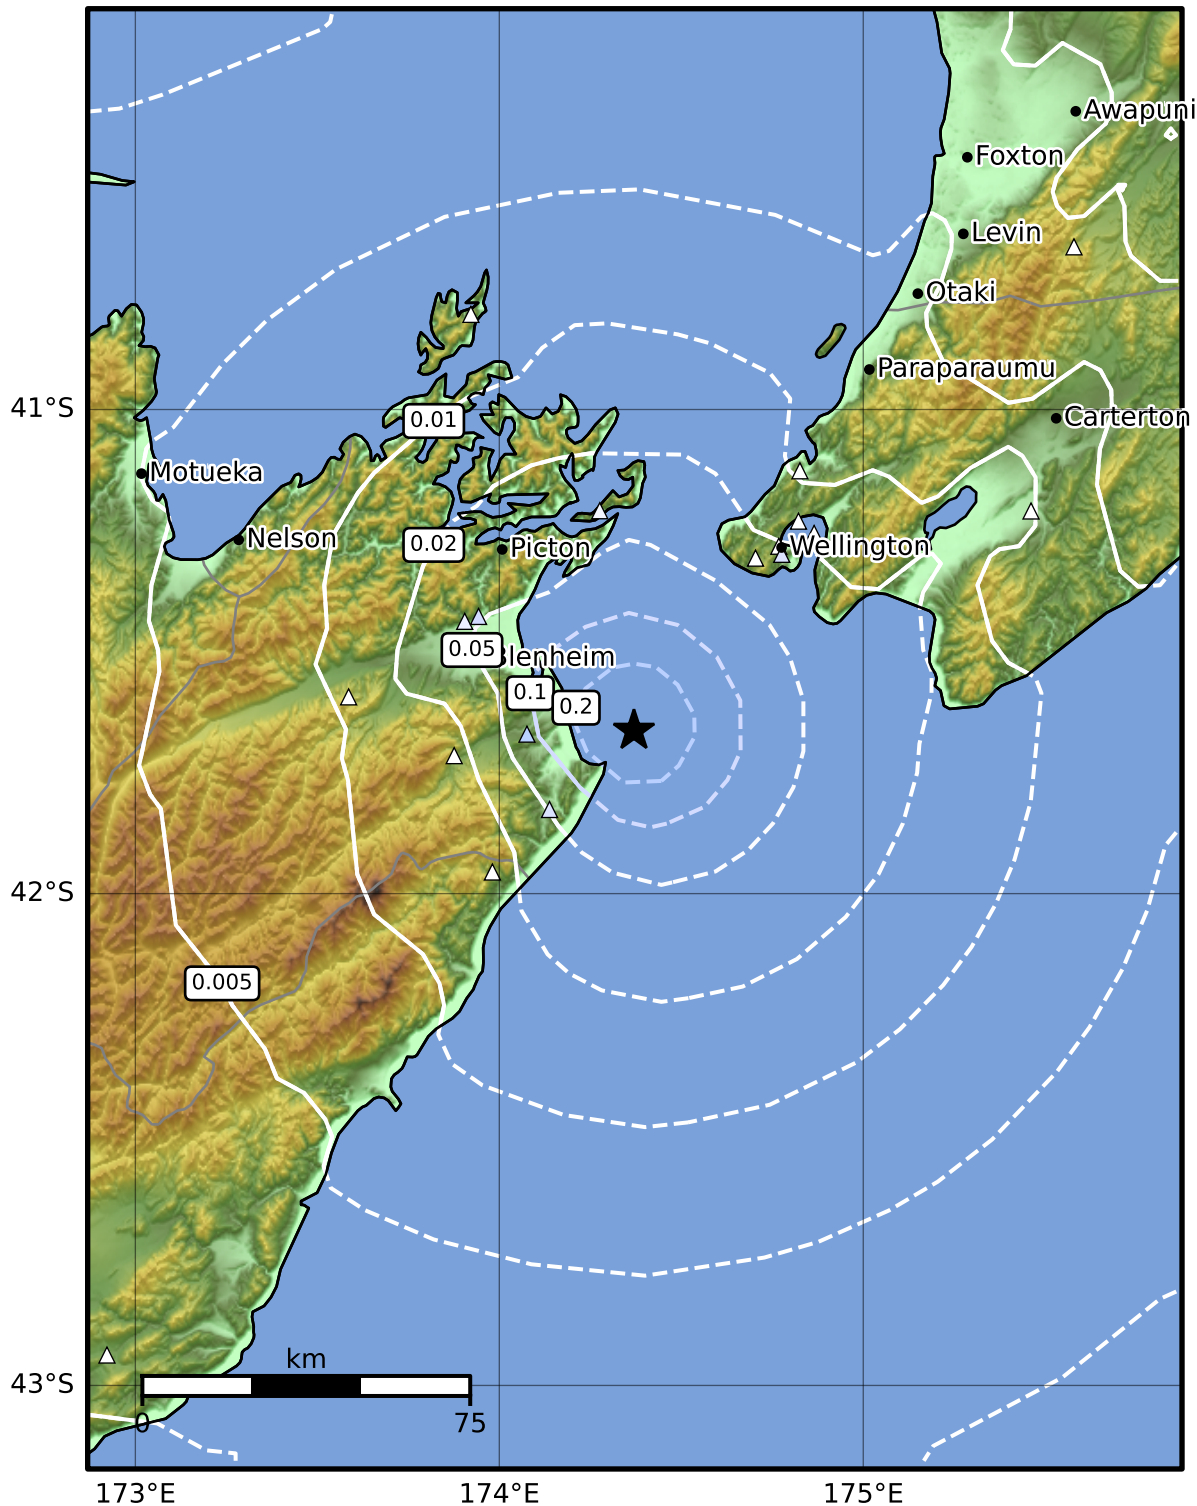 Awapuni
Foxton
Levin
Otaki
Paraparaumu
41°S
0.01
Carterton
Motueka
Nelson
0.02
Picton
Wellington
0.05
Blenheim
0.1
0.2
42°S
0.005
km
43°S
0
75
173°E
174°E
175°E